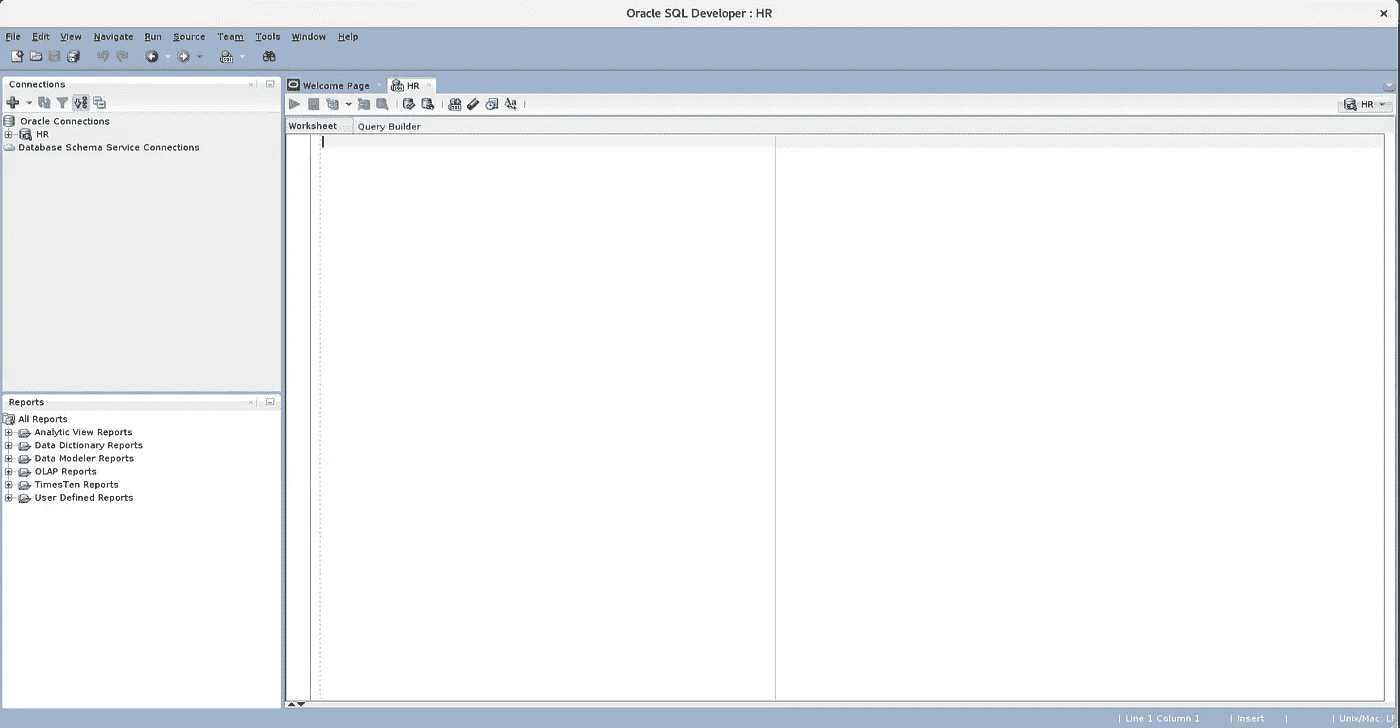 Oracle SQL Developer : HR
File Edit View Navigate Run Source Team Tools Window Help
Connections
Oracle Connections
HR
Database Schema Service Connections
Reports
All Reports
Analytic View Reports
Data Dictionary Reports
Data Modeler Reports
OLAP Reports
TimesTen Reports
User Defined Reports
Welcome Page
HR
HR
Worksheet Query Builder
Line 1 Column 1 Insert Unix/Mac: